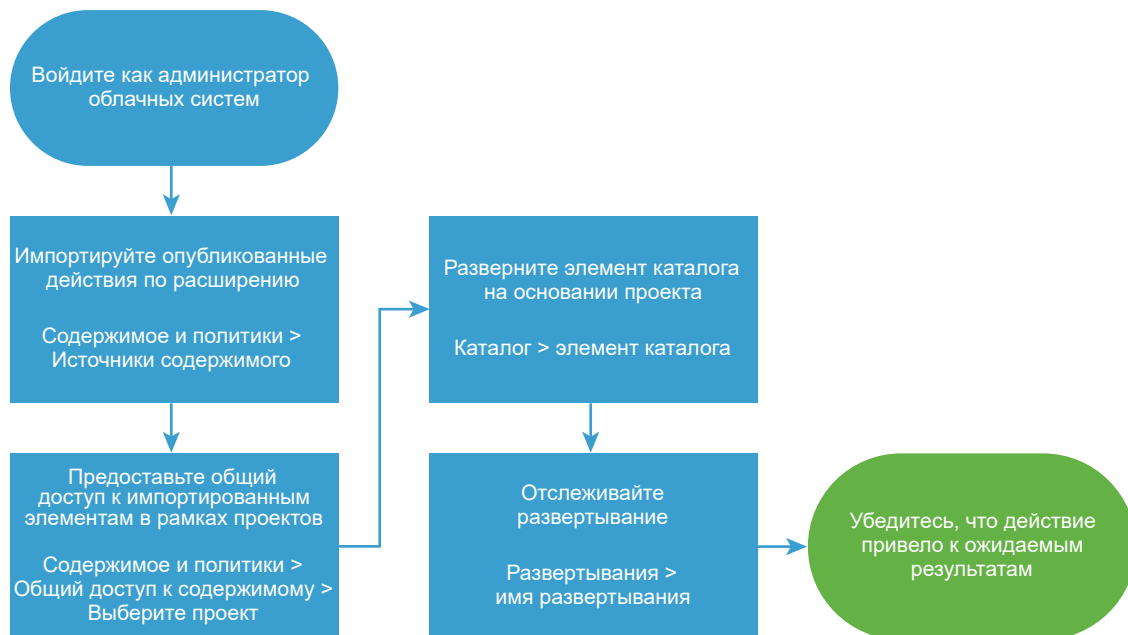 Войдите как администратор
облачных систем
Импортируйте опубликованные
действия по расширению
Содержимое и политики >
Источники содержимого
Предоставьте общий
доступ к импортированным
элементам в рамках проектов
Содержимое и политики >
Общий доступ к содержимому >
Выберите проект
Разверните элемент каталога
на основании проекта
Каталог > элемент каталога
Отслеживайте
развертывание
Развертывания >
имя развертывания
Убедитесь, что действие
привело к ожидаемым
результатам